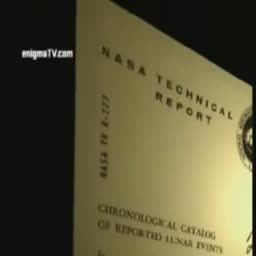 enigmaTV.com
NASA TECHNICAL
REPORT
NASA TR R-277
CHRONOLOGICAL CATALOG
OF REPORTED LUNAR EVENTS